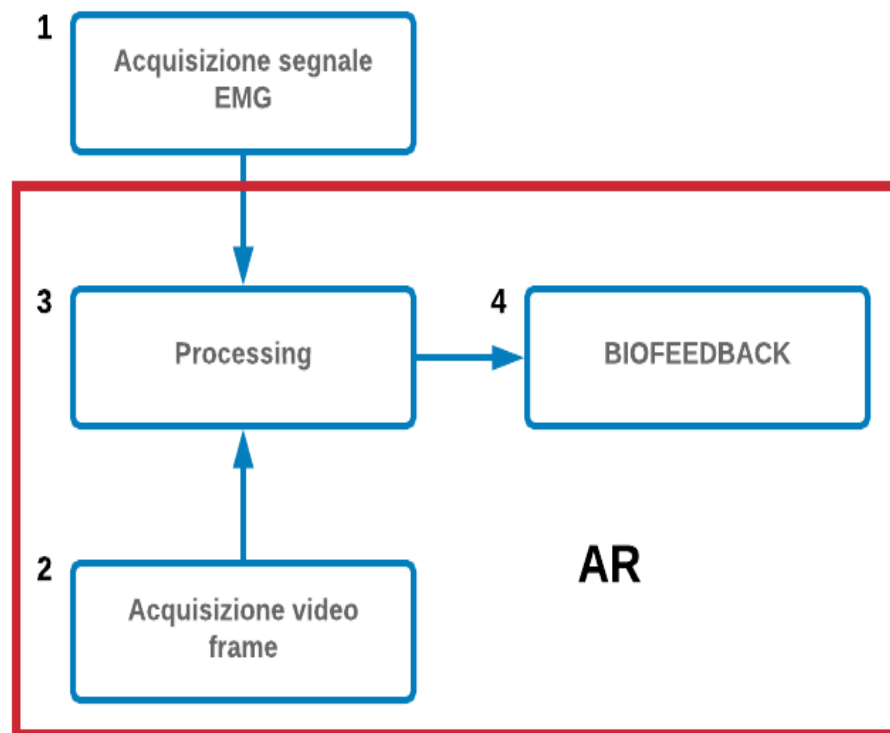 1
Acquisizione segnale
EMG
3
Processing
4
BIOFEEDBACK
2
Acquisizione video
frame
AR